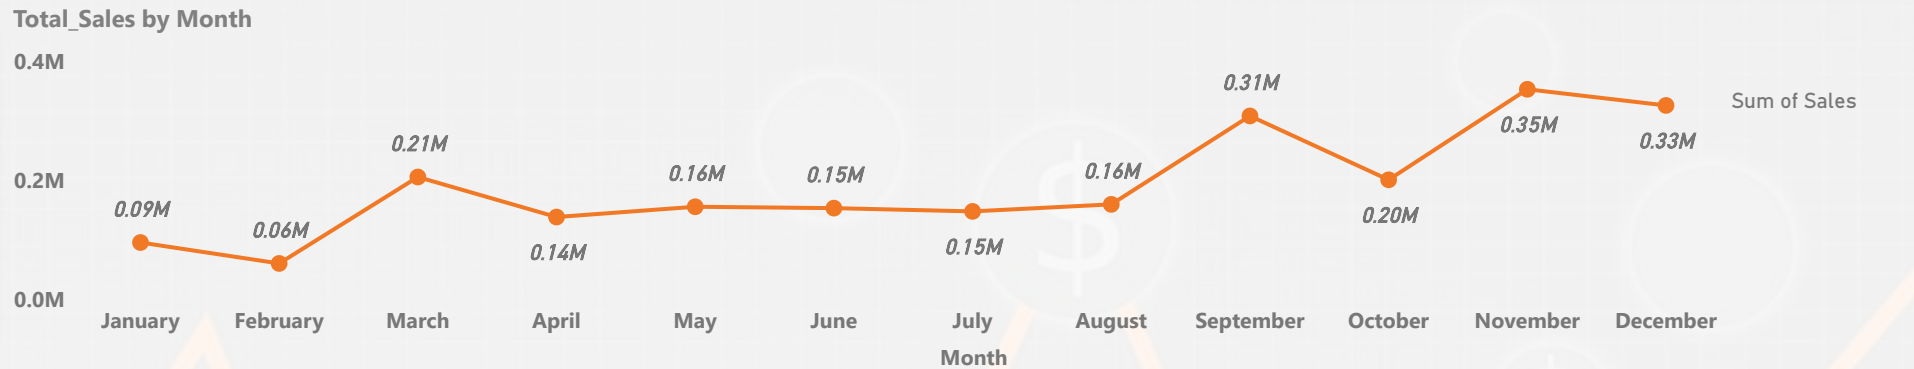 Total_Sales by Month
0.4M
0.2M
0.0M
0.09M
0.06M
0.21M
0.14M
0.16M
0.15M
0.15M
0.16M
0.31M
0.20M
0.35M
0.33M
Sum of Sales
January February March April May June July August September October November December
Month
$